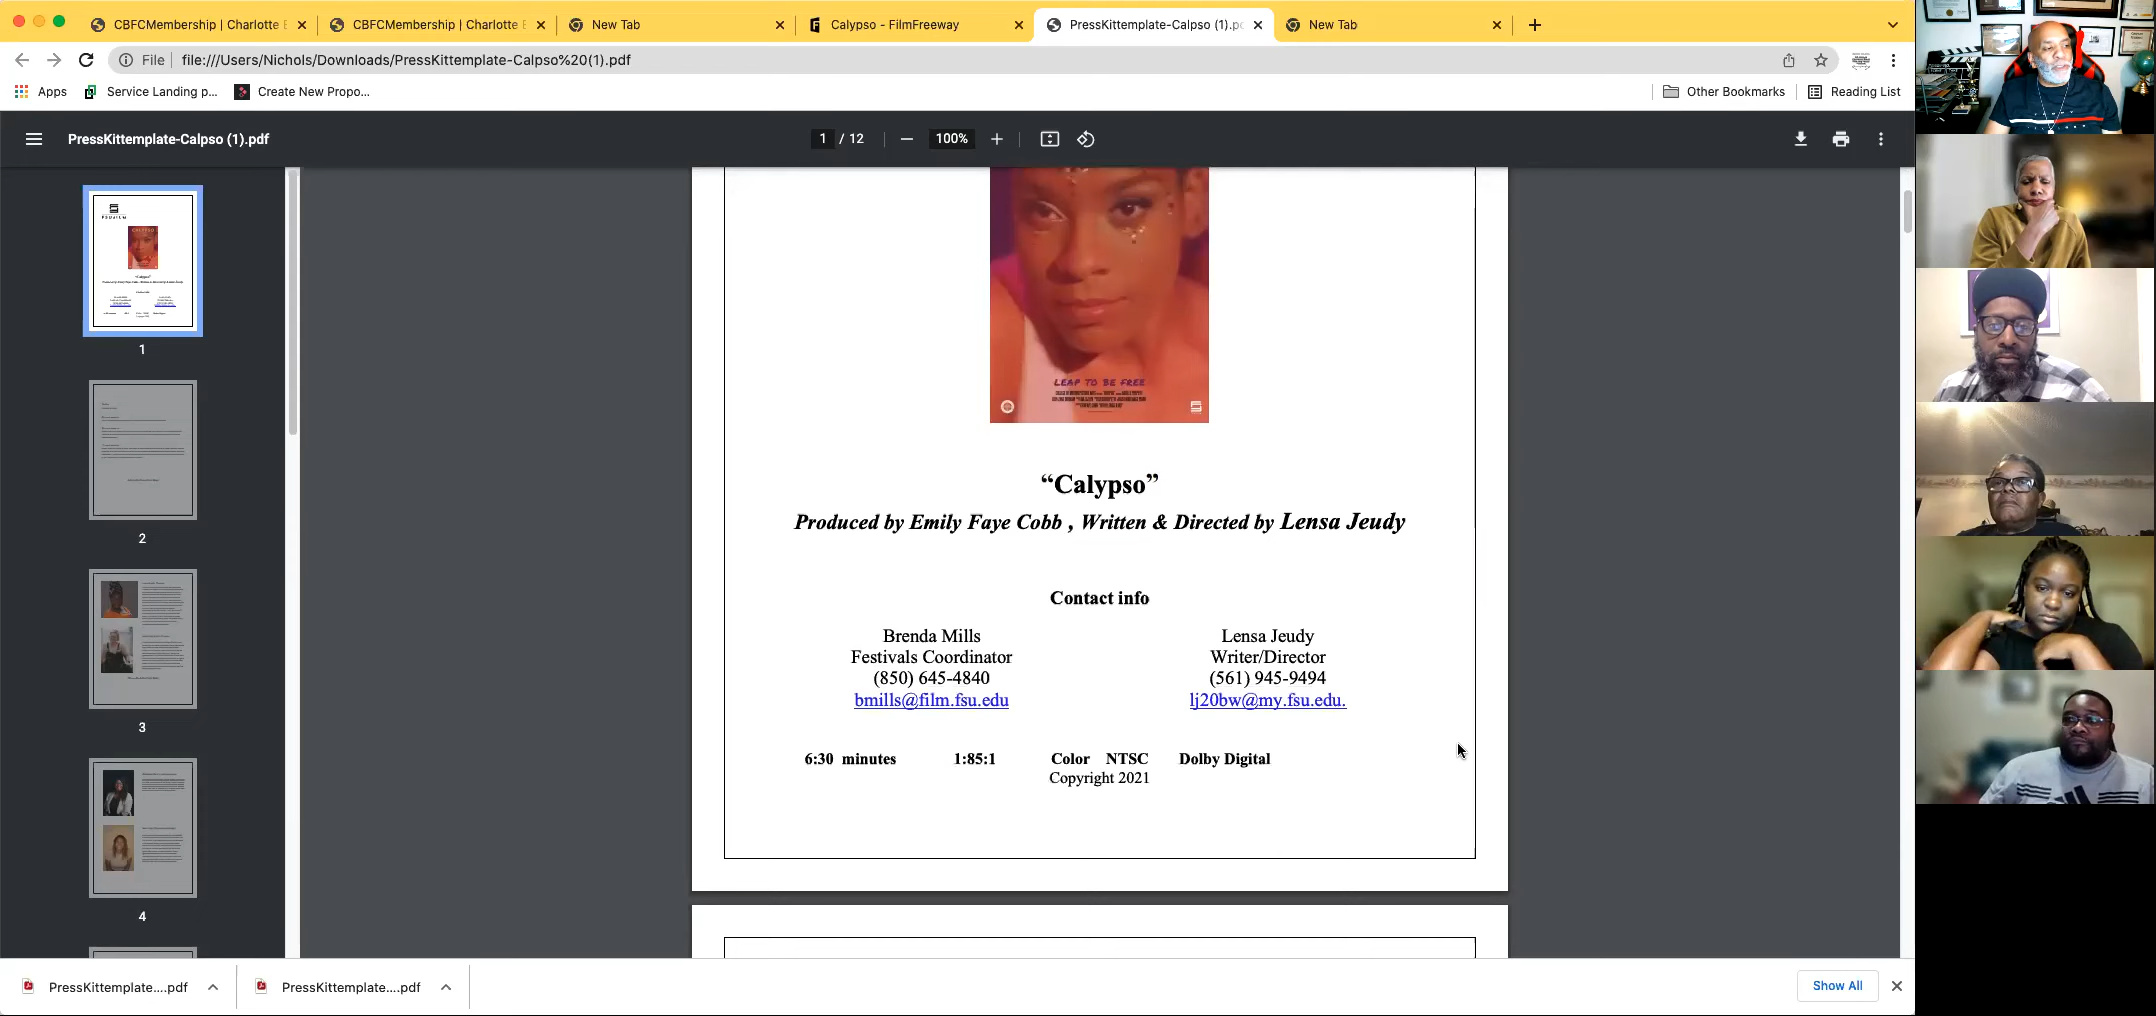 CBFCMembership | Charlotte B
CBFCMembership | Charlotte B
New Tab
Calypso - FilmFreeway
PressKittemplate-Calpso (1).pc
New Tab
File
file:///Users/Nichols/Downloads/PressKittemplate-Calpso%20(1).pdf
Apps
Service Landing p...
Create New Propo...
Other Bookmarks
Reading List
PressKittemplate-Calpso (1).pdf
1 / 12
100%
1
2
3
4
LEAP TO BE FREE
“Calypso”
Produced by Emily Faye Cobb , Written & Directed by Lensa Jeudy
Contact info
Brenda Mills
Festivals Coordinator
(850) 645-4840
bmills@film.fsu.edu
Lensa Jeudy
Writer/Director
(561) 945-9494
lj20bw@my.fsu.edu.
6:30 minutes 1:85:1 Color NTSC Dolby Digital
Copyright 2021
PressKittemplate....pdf
PressKittemplate....pdf
Show All